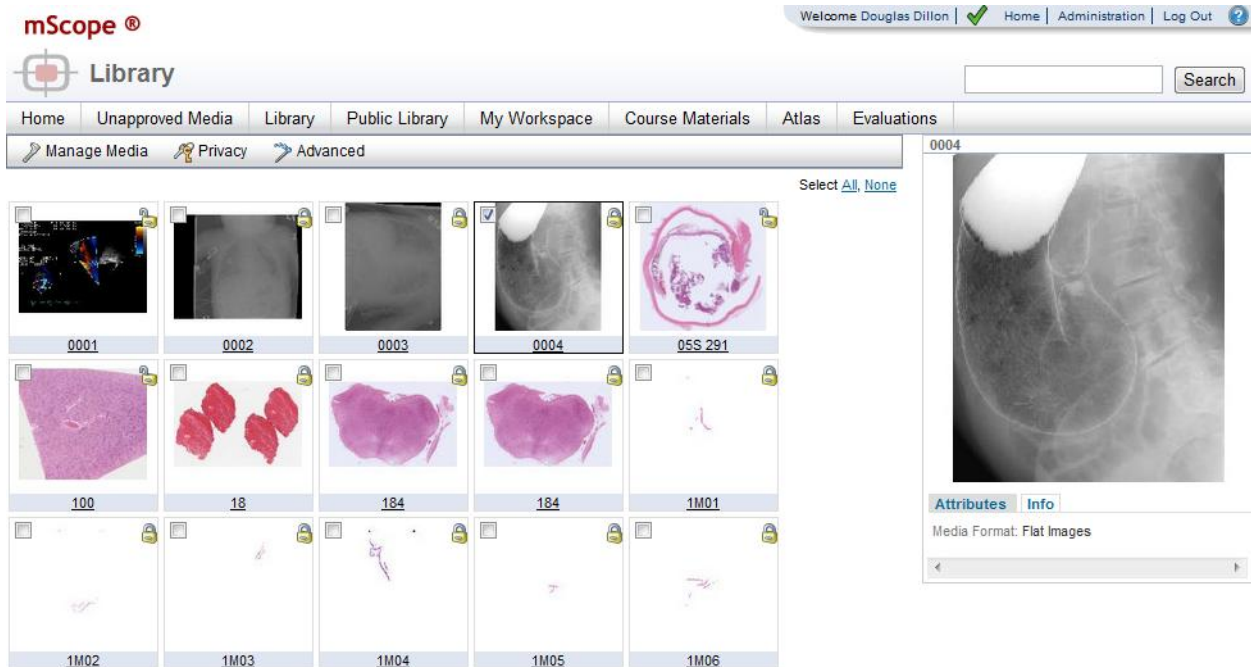 Welcome Douglas Dillon | Home | Administration | Log Out
mScope ®
Library
Search
Home Unapproved Media Library Public Library My Workspace Course Materials Atlas Evaluations
Manage Media Privacy Advanced
0004
Select All, None
0001 0002 0003 0004 05S 291
100 18 184 184 1M01
Attributes Info
Media Format: Flat Images
1M02 1M03 1M04 1M05 1M06